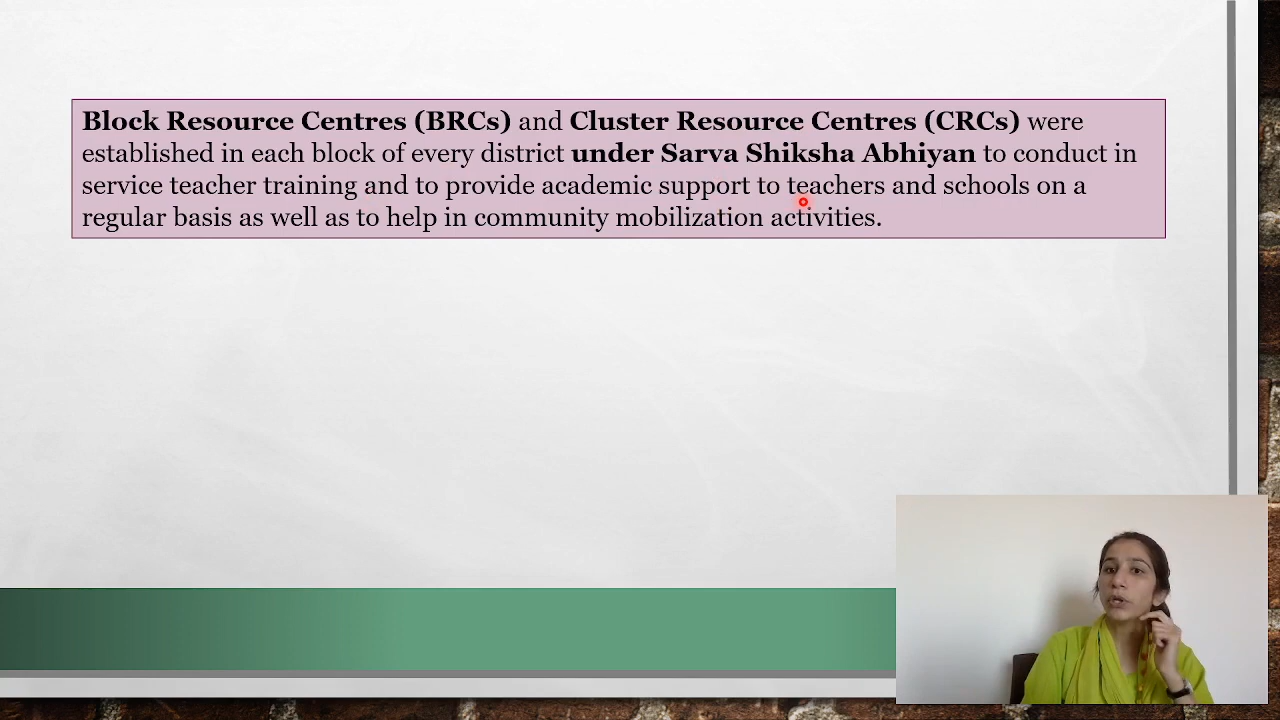 Block Resource Centres (BRCs) and Cluster Resource Centres (CRCs) were
established in each block of every district under Sarva Shiksha Abhiyan to conduct in
service teacher training and to provide academic support to teachers and schools on a
regular basis as well as to help in community mobilization activities.